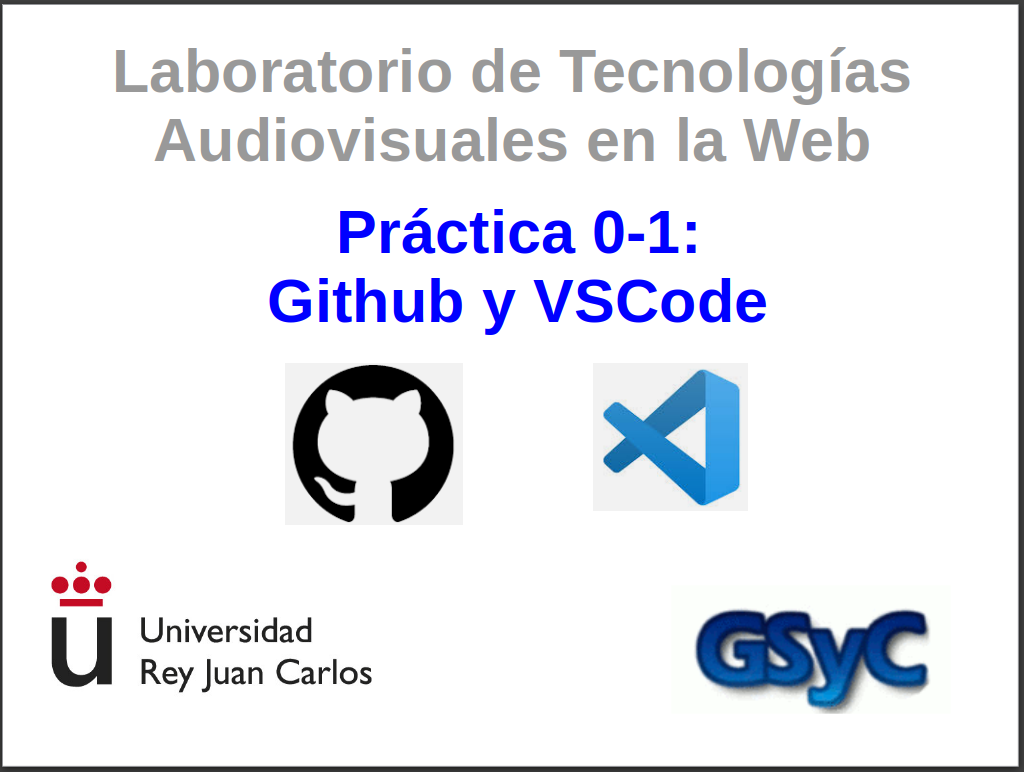 Laboratorio de Tecnologías
Audiovisuales en la Web
Práctica 0-1:
Github y VSCode
u
Universidad
Rey Juan Carlos
GSyC